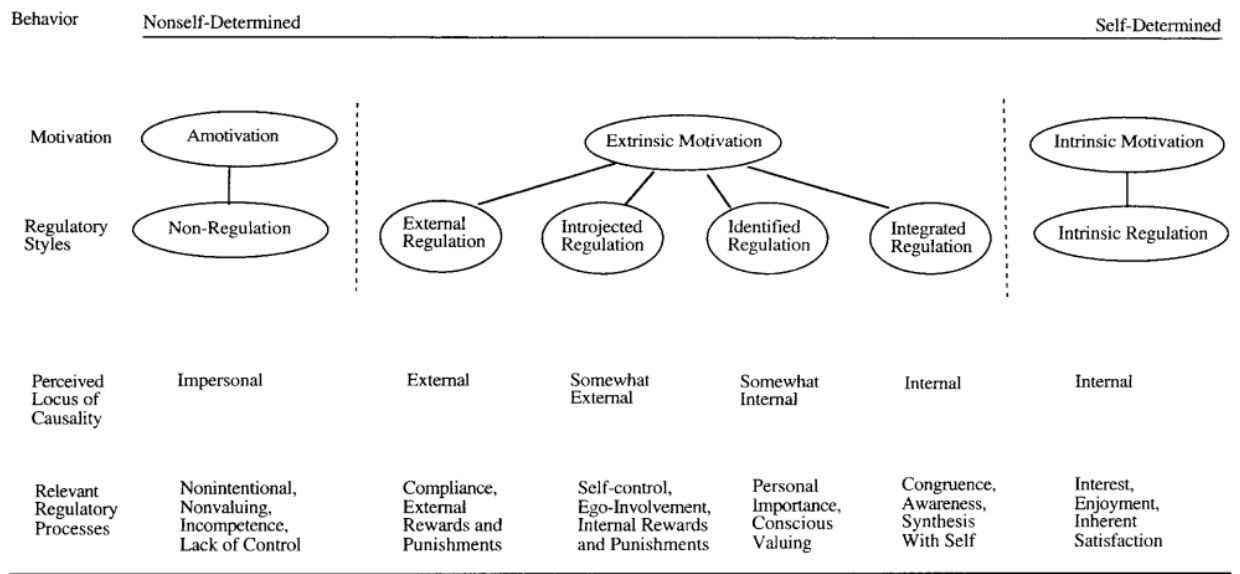 Behavior
Nonself-Determined
Self-Determined
Motivation
Amotivation
Extrinsic Motivation
Intrinsic Motivation
Regulatory
Styles
Non-Regulation
External
Regulation
Introjected
Regulation
Identified
Regulation
Integrated
Regulation
Intrinsic Regulation
Perceived
Locus of
Causality
Impersonal
External
Somewhat
External
Somewhat
Internal
Internal
Internal
Relevant
Regulatory
Processes
Nonintentional,
Nonvaluing,
Incompetence,
Lack of Control
Compliance,
External
Rewards and
Punishments
Self-control,
Ego-Involvement,
Internal Rewards
and Punishments
Personal
Importance,
Conscious
Valuing
Congruence,
Awareness,
Synthesis
With Self
Interest,
Enjoyment,
Inherent
Satisfaction